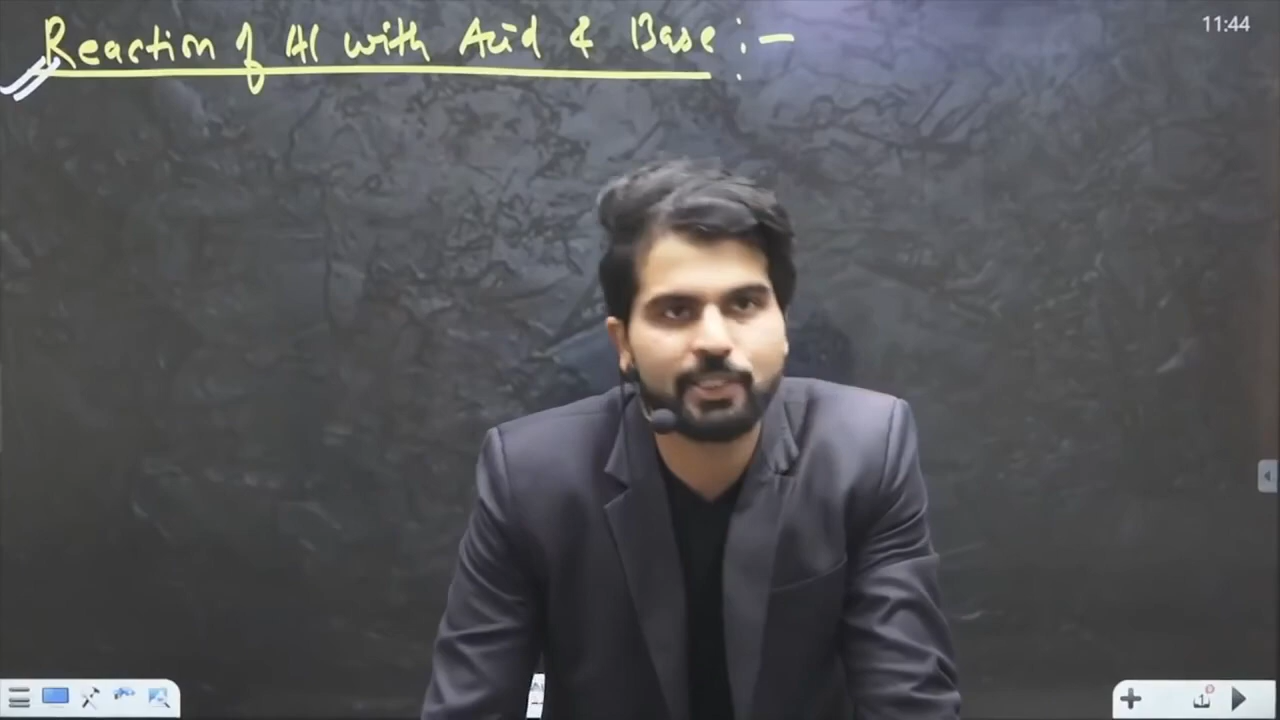 Reaction of Al with Acid & Base :-
11:44